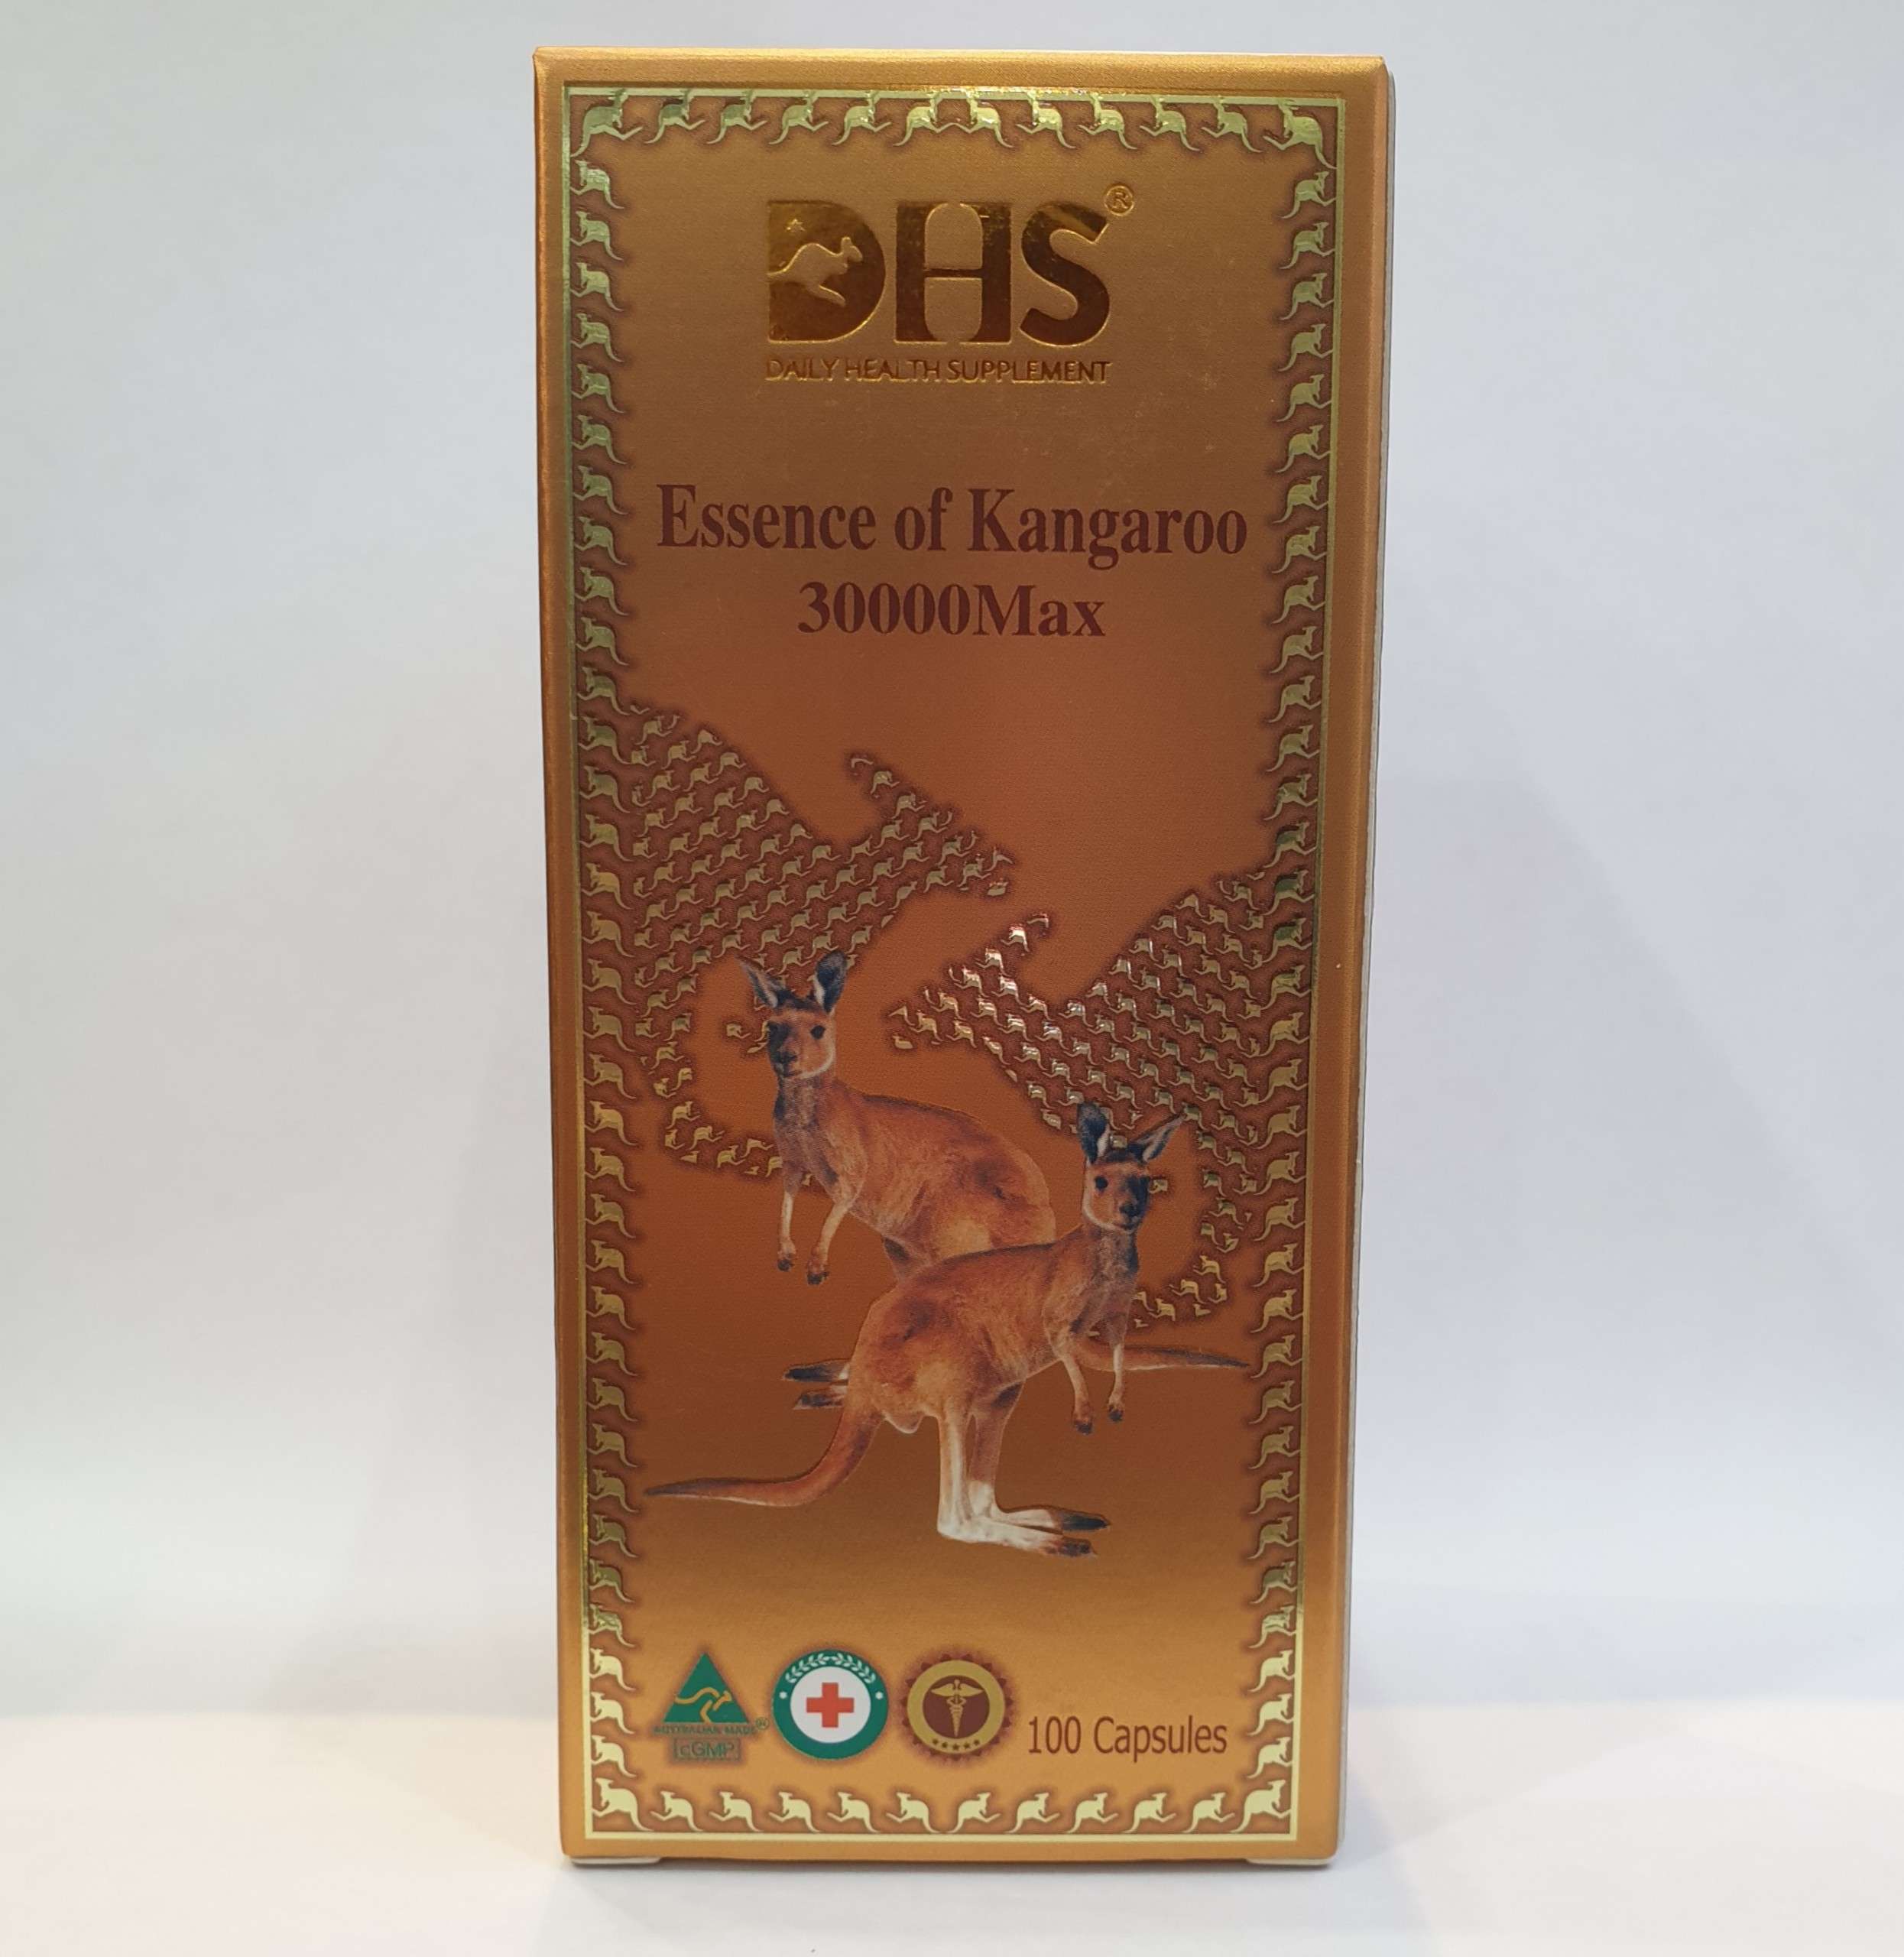 DHS®
DAILY HEALTH SUPPLEMENT
Essence of Kangaroo
30000Max
AUSTRALIAN MADE®
cGMP
100 Capsules